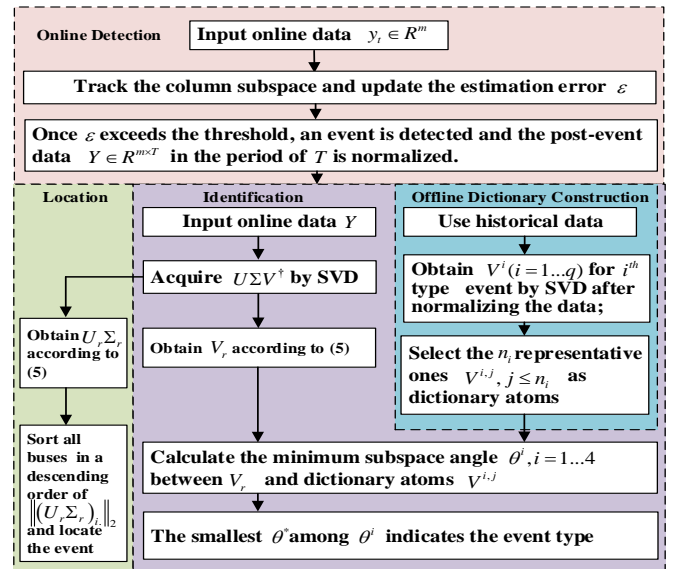 Online Detection
Input online data y_t ∈ R^m
Track the column subspace and update the estimation error ε
Once ε exceeds the threshold, an event is detected and the post-event
data Y ∈ R^{m×T} in the period of T is normalized.
Location
Identification
Offline Dictionary Construction
Input online data Y
Use historical data
Acquire UΣV^† by SVD
Obtain V^i (i = 1...q) for i^{th}
type event by SVD after
normalizing the data;
Obtain U_rΣ_r
according to
(5)
Obtain V_r according to (5)
Select the n_i representative
ones V^{i,j}, j ≤ n_i as
dictionary atoms
Sort all
buses in a
descending
order of
‖(U_rΣ_r)_{i.}‖_2
and locate
the event
Calculate the minimum subspace angle θ^i, i = 1...4
between V_r and dictionary atoms V^{i,j}
The smallest θ^* among θ^i indicates the event type